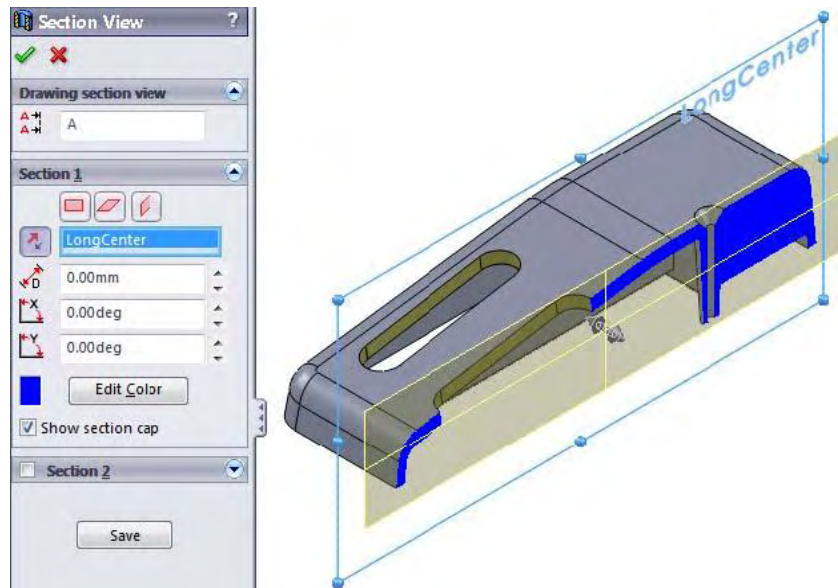 Section View ?
Drawing section view
A
Section 1
LongCenter
D 0.00mm
X 0.00deg
Y 0.00deg
Edit Color
Show section cap
Section 2
Save
LongCenter